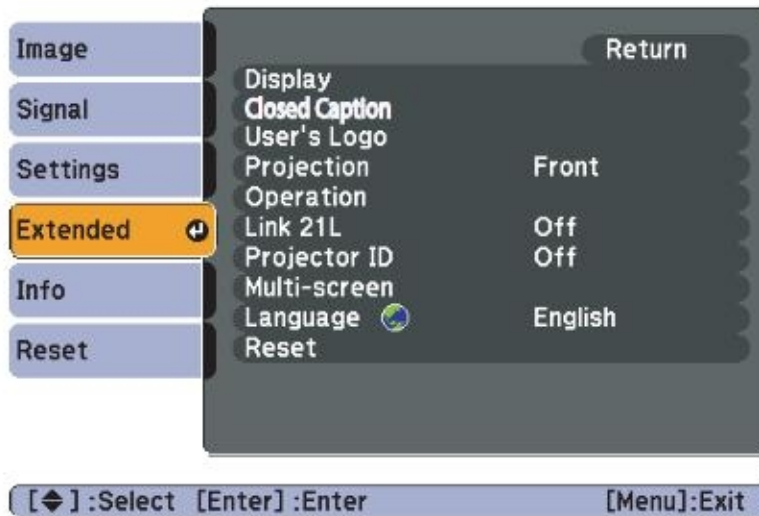 Image
Signal
Settings
Extended
Info
Reset
Return
Display
Closed Caption
User's Logo
Projection Front
Operation
Link 21L Off
Projector ID Off
Multi-screen
Language English
Reset
[ ] :Select [Enter] :Enter [Menu]:Exit